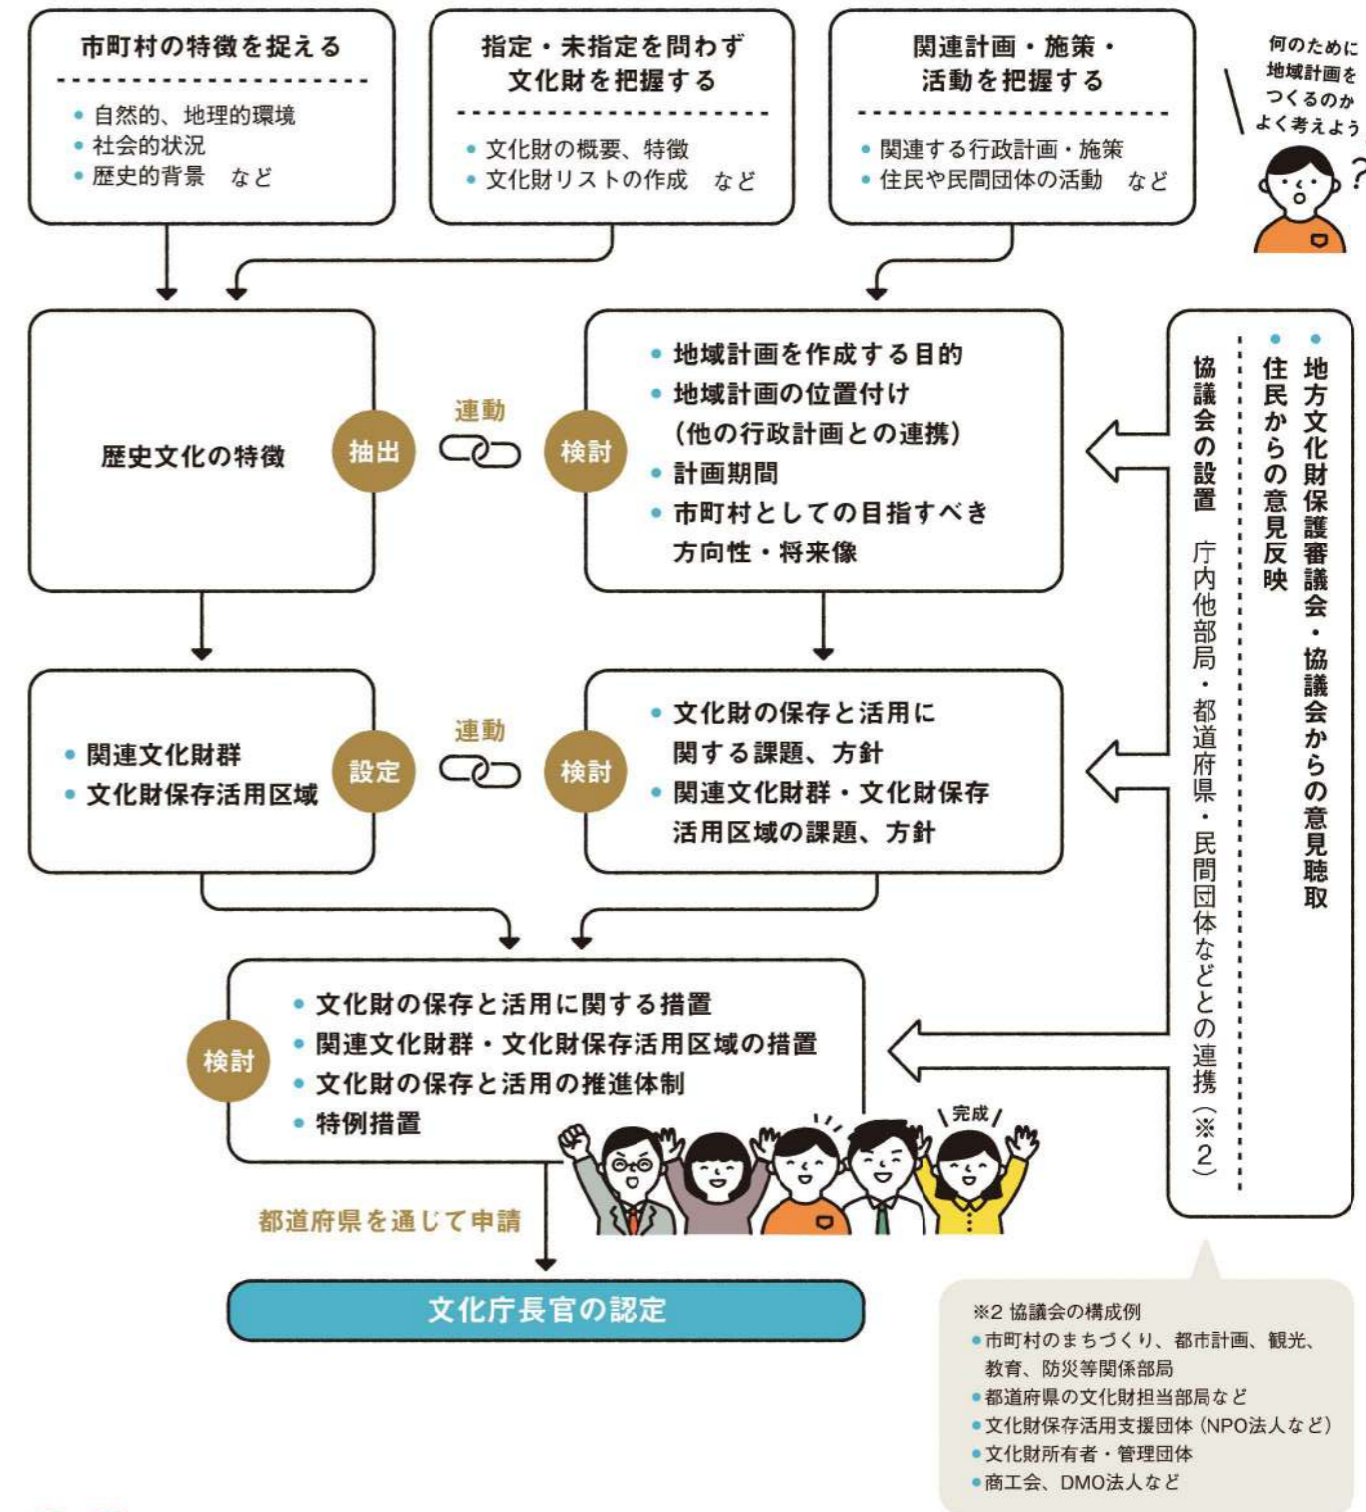 市町村の特徴を捉える
自然的、地理的環境
社会的状況
歴史的背景 など
指定・未指定を問わず
文化財を把握する
文化財の概要、特徴
文化財リストの作成 など
関連計画・施策・
活動を把握する
関連する行政計画・施策
住民や民間団体の活動 など
何のために
地域計画を
つくるのか
よく考えよう
?
歴史文化の特徴
抽出
連動
検討
地域計画を作成する目的
地域計画の位置付け
(他の行政計画との連携)
計画期間
市町村としての目指すべき
方向性・将来像
関連文化財群
文化財保存活用区域
設定
連動
検討
文化財の保存と活用に
関する課題、方針
関連文化財群・文化財保存
活用区域の課題、方針
地方文化財保護審議会・協議会からの意見聴取
住民からの意見反映
協議会の設置 庁内他部局・都道府県・民間団体などとの連携(※2)
検討
文化財の保存と活用に関する措置
関連文化財群・文化財保存活用区域の措置
文化財の保存と活用の推進体制
特例措置
完成
都道府県を通じて申請
文化庁長官の認定
※2 協議会の構成例
市町村のまちづくり、都市計画、観光、
教育、防災等関係部局
都道府県の文化財担当部局など
文化財保存活用支援団体(NPO法人など)
文化財所有者・管理団体
商工会、DMO法人など